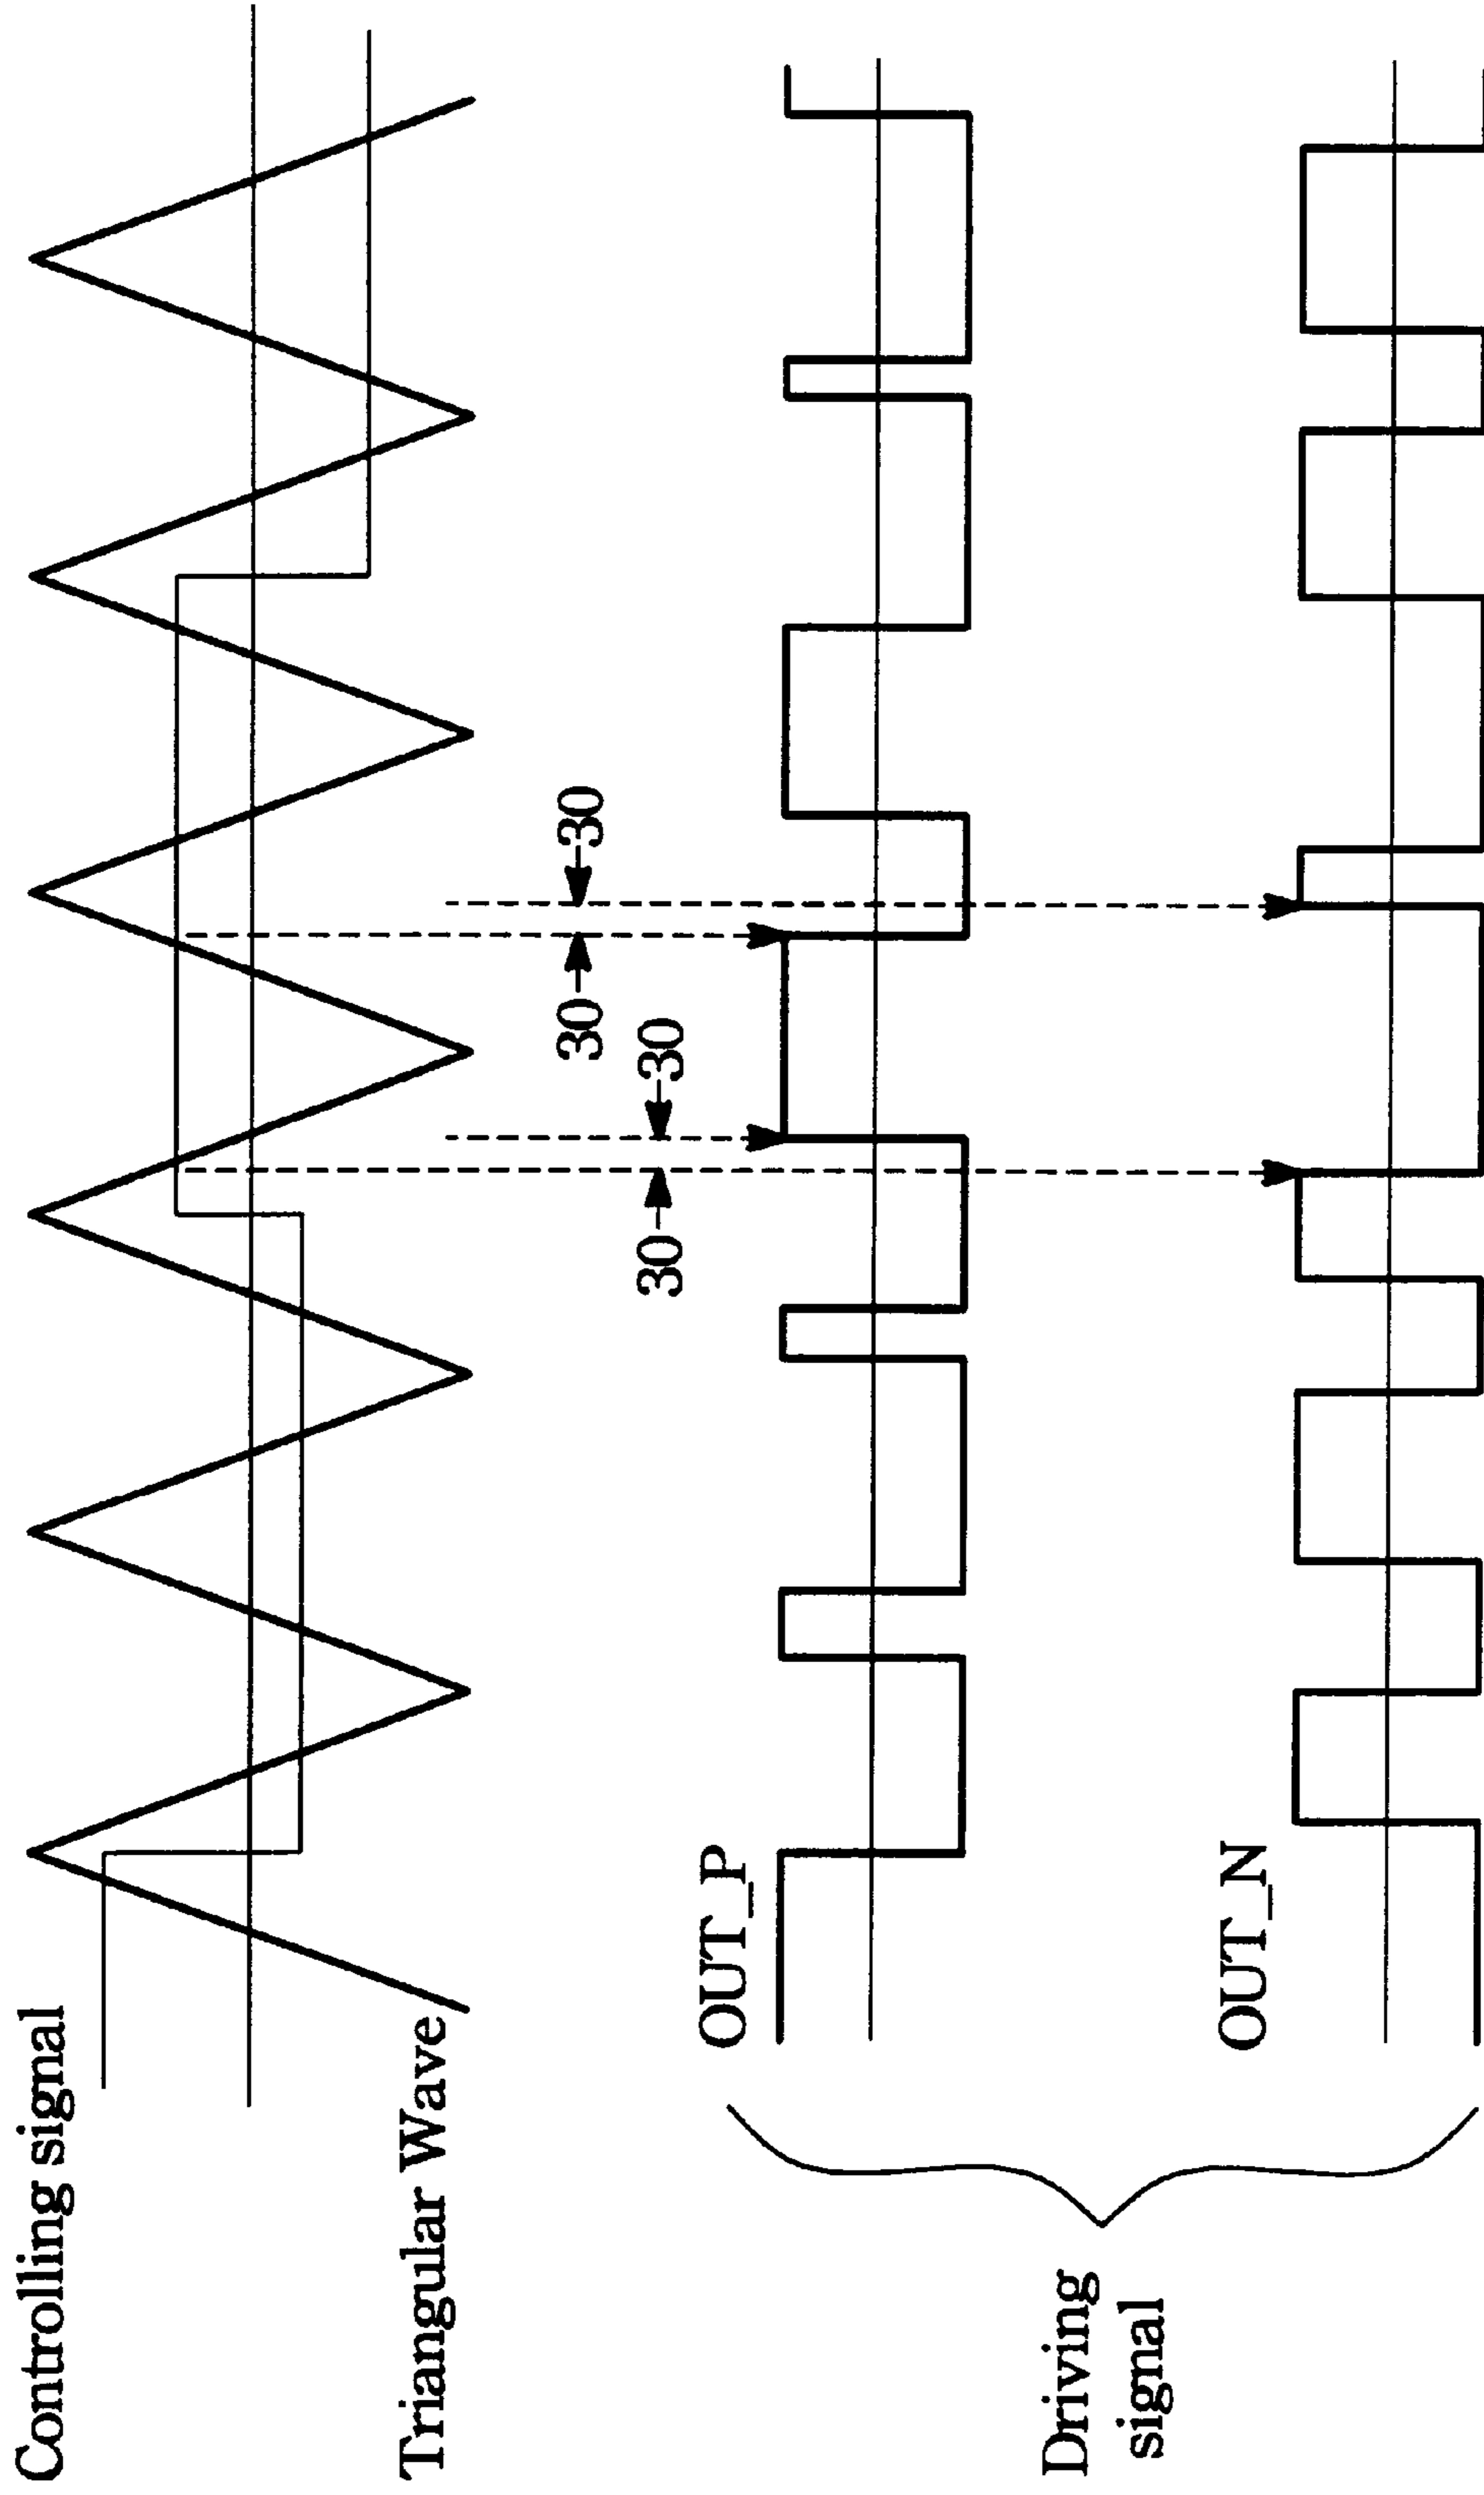 Controlling signal
Triangular Wave
30
30
30
30
OUT_P
OUT_N
Driving
signal